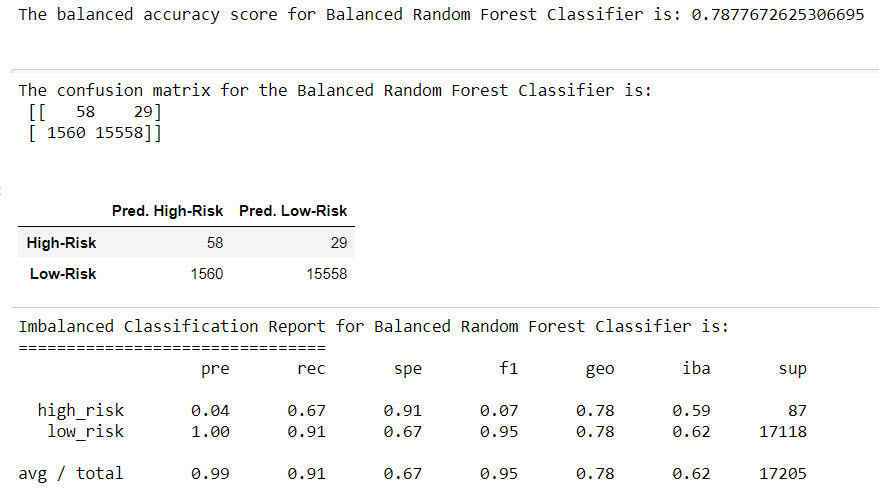 The balanced accuracy score for Balanced Random Forest Classifier is: 0.7877672625306695
The confusion matrix for the Balanced Random Forest Classifier is:
[[ 58 29]
[ 1560 15558]]
Pred. High-Risk Pred. Low-Risk
High-Risk 58 29
Low-Risk 1560 15558
Imbalanced Classification Report for Balanced Random Forest Classifier is:
================================
pre rec spe f1 geo iba sup
high_risk 0.04 0.67 0.91 0.07 0.78 0.59 87
low_risk 1.00 0.91 0.67 0.95 0.78 0.62 17118
avg / total 0.99 0.91 0.67 0.95 0.78 0.62 17205